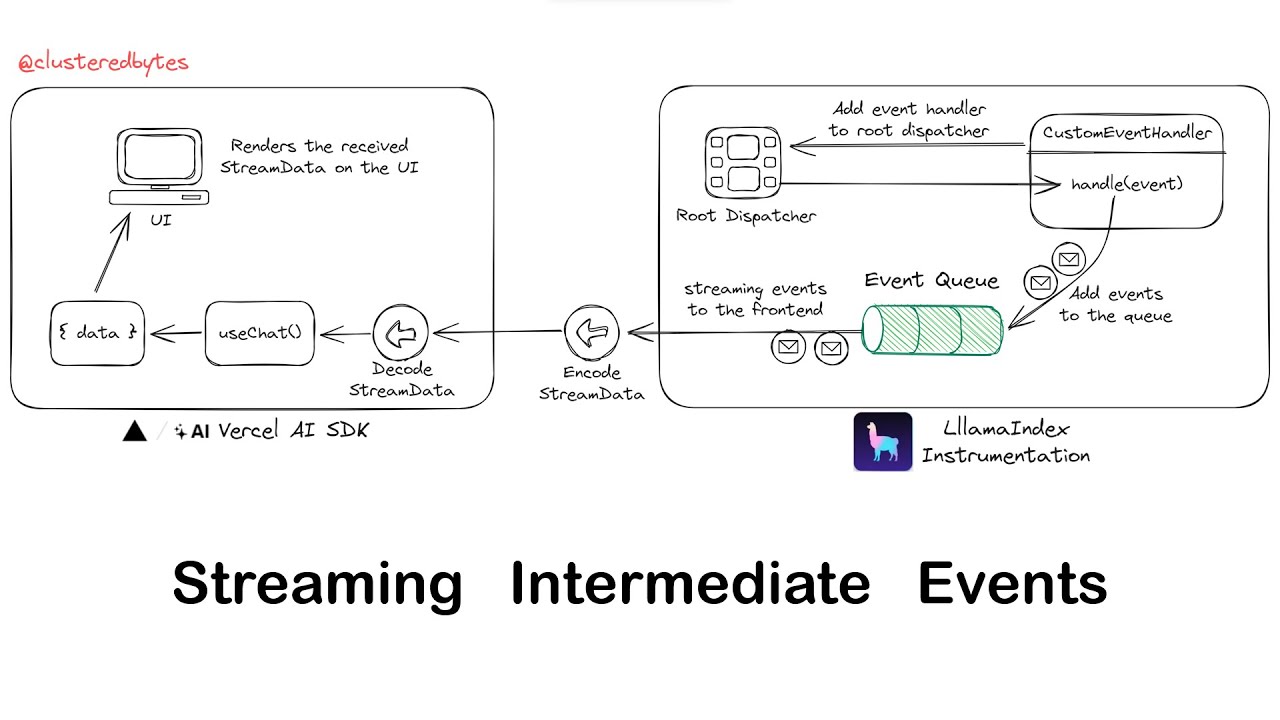 @clusteredbytes
Renders the received
StreamData on the UI
UI
{ data }
useChat()
Decode
StreamData
Encode
StreamData
AI Vercel AI SDK
Add event handler
to root dispatcher
CustomEventHandler
handle(event)
Root Dispatcher
Event Queue
streaming events
to the frontend
Add events
to the queue
LllamaIndex
Instrumentation
Streaming Intermediate Events